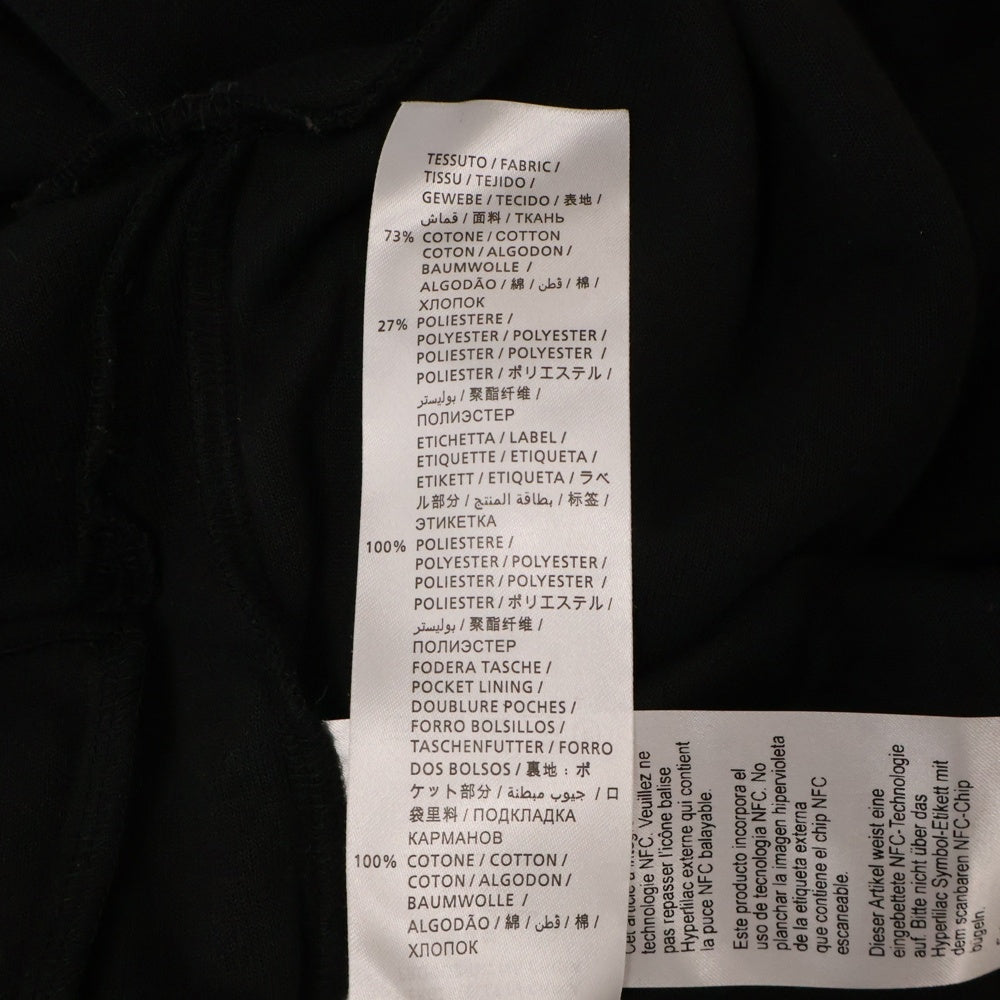 TESSUTO / FABRIC /
TISSU / TEJIDO /
GEWEBE / TECIDO / 表地 /
قماش / 面料 / ТКАНЬ
73% COTONE / COTTON
COTON / ALGODON /
BAUMWOLLE /
ALGODÃO / 綿 / قطن / 棉 /
ХЛОПОК
27% POLIESTERE /
POLYESTER / POLYESTER /
POLIESTER / POLYESTER /
POLIESTER / ポリエステル /
بوليستر / 聚酯纤维 /
ПОЛИЭСТЕР
ETICHETTA / LABEL /
ETIQUETTE / ETIQUETA /
ETIKETT / ETIQUETA / ラベ
ル部分 / بطاقة المنتج / 标签 /
ЭТИКЕТКА
100% POLIESTERE /
POLYESTER / POLYESTER /
POLIESTER / POLYESTER /
POLIESTER / ポリエステル /
بوليستر / 聚酯纤维 /
ПОЛИЭСТЕР
FODERA TASCHE /
POCKET LINING /
DOUBLURE POCHES /
FORRO BOLSILLOS /
TASCHENFUTTER / FORRO
DOS BOLSOS / 裏地：ポ
ケット部分 / جيوب مبطنة / 口
袋里料 / ПОДКЛАДКА
КАРМАНОВ
100% COTONE / COTTON /
COTON / ALGODON /
BAUMWOLLE /
ALGODÃO / 綿 / قطن / 棉 /
ХЛОПОК
technologie NFC. Veuillez ne
pas repasser l'icône balise
Hyperlilac externe qui contient
la puce NFC balayable.
Este producto incorpora el
uso de tecnología NFC. No
planchar la imagen hipervioleta
de la etiqueta externa
que contiene el chip NFC
escaneable.
Dieser Artikel weist eine
eingebettete NFC-Technologie
auf. Bitte nicht über das
Hyperlilac Symbol-Etikett mit
dem scanbaren NFC-Chip
bügeln.